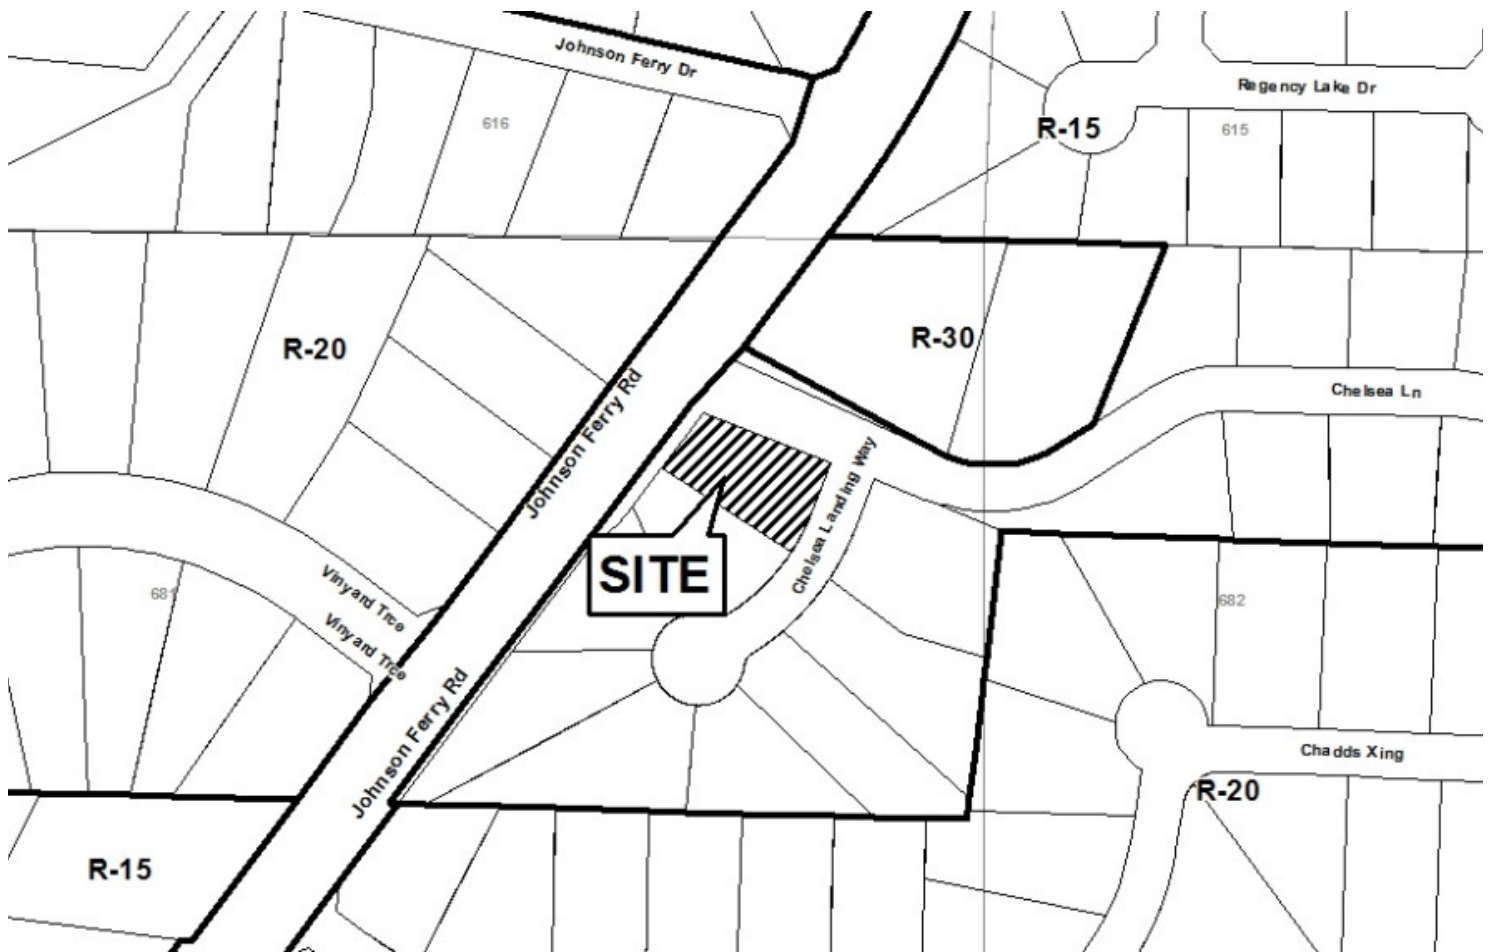 Johnson Ferry Dr
Regency Lake Dr
616
R-15
615
R-20
R-30
Johnson Ferry Rd
Chelsea Ln
Chelsea Landing Way
SITE
Vinyard Trce
681
Vinyard Trce
682
Johnson Ferry Rd
Chadds Xing
R-20
R-15